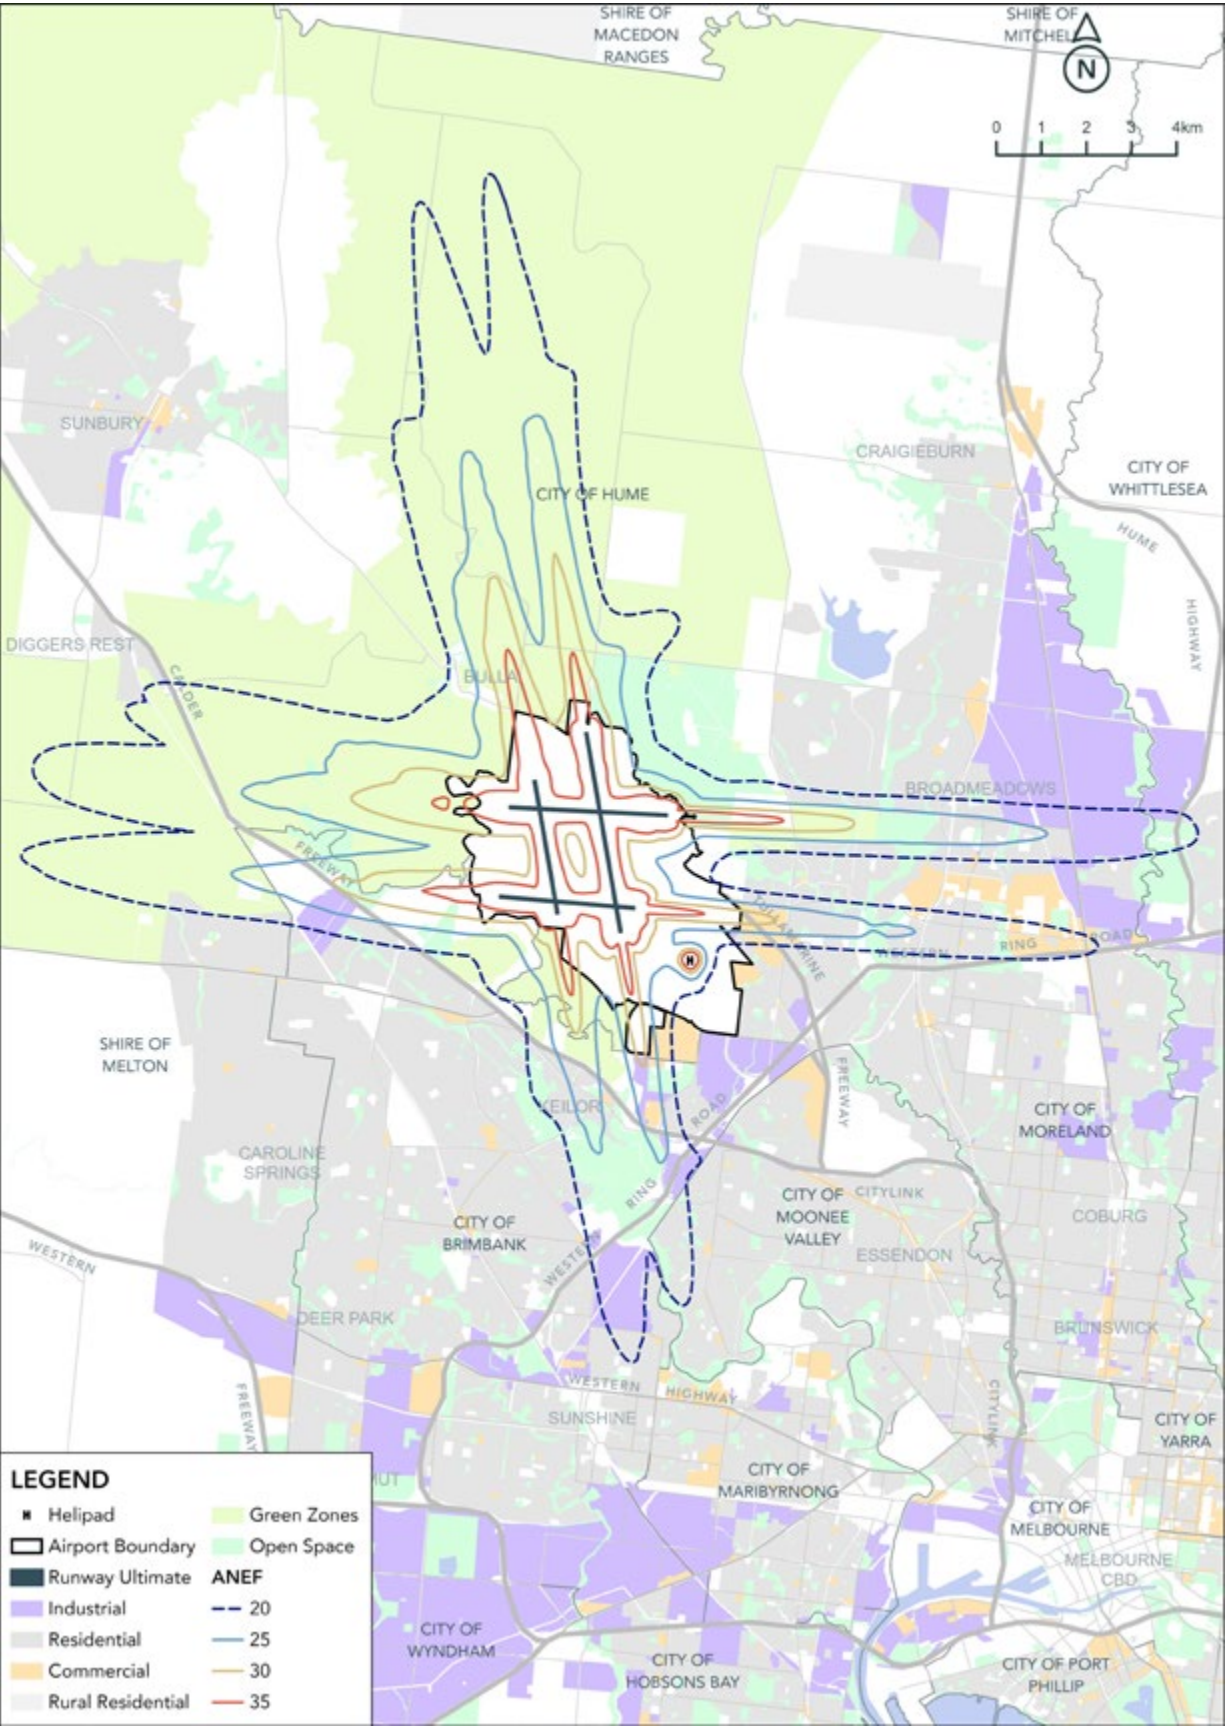 SHIRE OF
MACEDON
RANGES
SHIRE OF
MITCHELL
N
0 1 2 3 4km
SUNBURY
CRAIGIEBURN
CITY OF HUME
CITY OF
WHITTLESEA
HUME
HIGHWAY
DIGGERS REST
CALDER
BULLA
BROADMEADOWS
FREEWAY
TULLAMARINE
WESTERN
RING
ROAD
H
SHIRE OF
MELTON
FREEWAY
KEILOR
ROAD
CITY OF
MORELAND
CAROLINE
SPRINGS
RING
CITY OF
MOONEE
VALLEY
CITYLINK
COBURG
CITY OF
BRIMBANK
WESTERN
ESSENDON
WESTERN
DEER PARK
BRUNSWICK
WESTERN HIGHWAY
FREEWAY
SUNSHINE
CITYLINK
CITY OF
YARRA
CITY OF
MARIBYRNONG
CITY OF
MELBOURNE
MELBOURNE
CBD
CITY OF
WYNDHAM
CITY OF
HOBSONS BAY
CITY OF PORT
PHILLIP
LEGEND
H Helipad
Airport Boundary
Runway Ultimate
Industrial
Residential
Commercial
Rural Residential
Green Zones
Open Space
ANEF
20
25
30
35